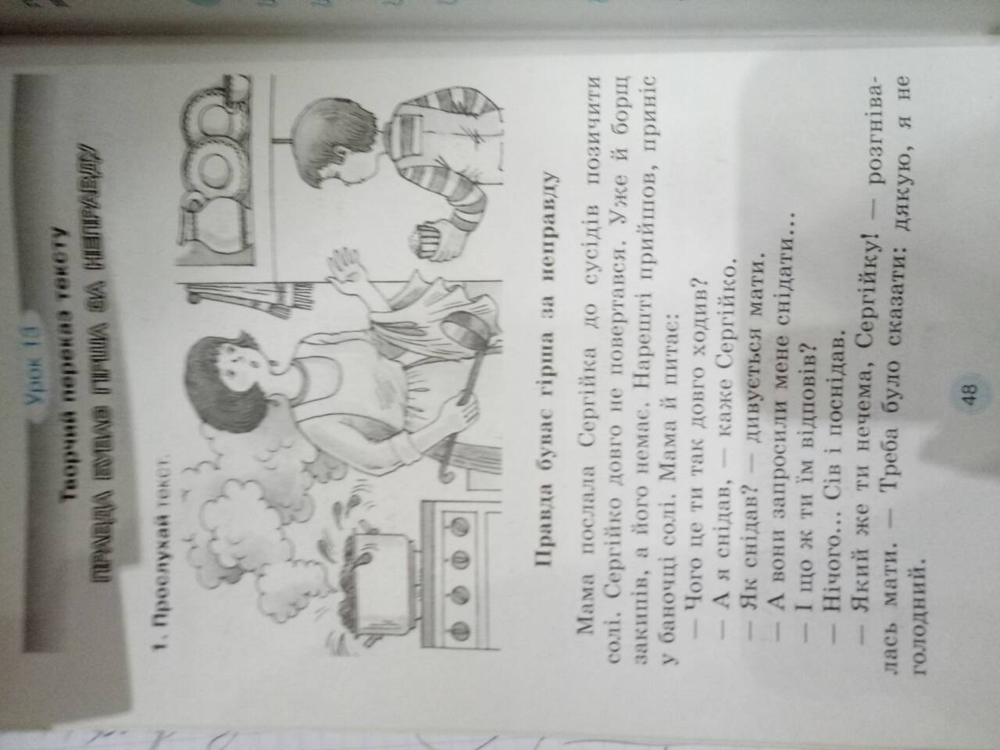 Урок 13
Творчий переказ тексту
ПРАВДА БУВАЄ ГІРША ЗА НЕПРАВДУ
1. Прослухай текст.
Правда буває гірша за неправду
Мама послала Сергійка до сусідів позичити
солі. Сергійко довго не повертався. Уже й борщ
закипів, а його немає. Нарешті прийшов, приніс
у баночці солі. Мама й питає:
— Чого це ти так довго ходив?
— А я снідав, — каже Сергійко.
— Як снідав? — дивується мати.
— А вони запросили мене снідати...
— І що ж ти їм відповів?
— Нічого... Сів і поснідав.
— Який же ти нечема, Сергійку! — розгніва-
лась мати. — Треба було сказати: дякую, я не
голодний.
48